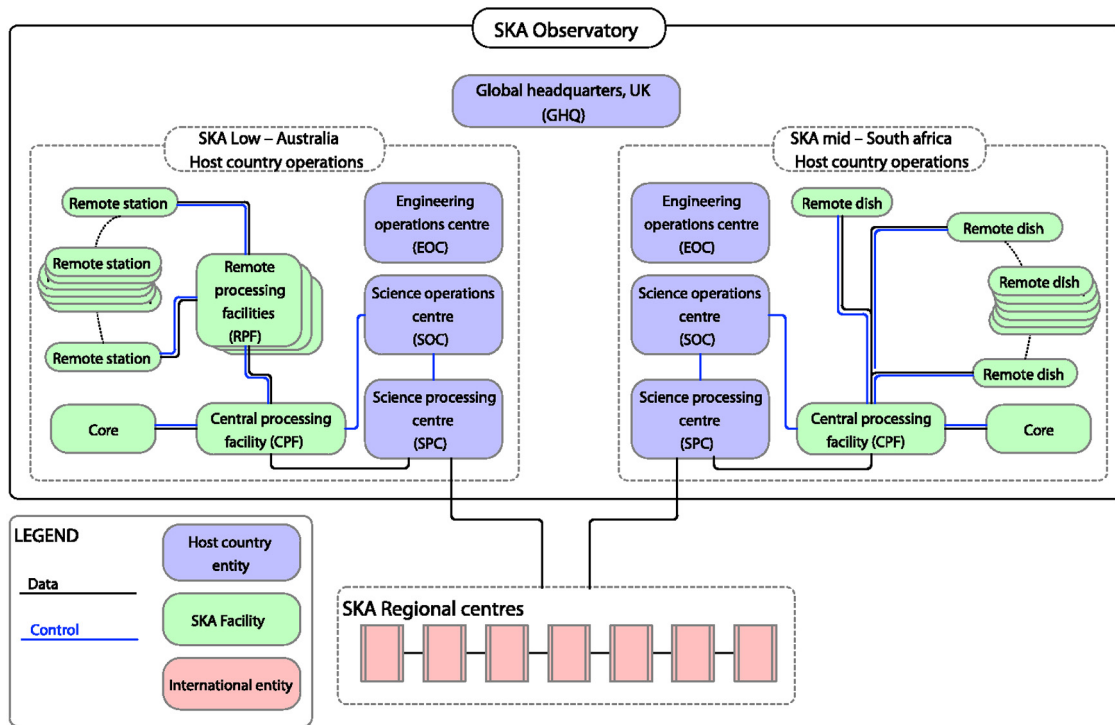 SKA Observatory
Global headquarters, UK
(GHQ)
SKA Low – Australia
Host country operations
Remote station
Remote station
Remote station
Remote
processing
facilities
(RPF)
Core
Central processing
facility (CPF)
Engineering
operations centre
(EOC)
Science operations
centre
(SOC)
Science processing
centre
(SPC)
SKA mid – South africa
Host country operations
Engineering
operations centre
(EOC)
Science operations
centre
(SOC)
Science processing
centre
(SPC)
Remote dish
Remote dish
Remote dish
Remote dish
Central processing
facility (CPF)
Core
LEGEND
Data
Control
Host country
entity
SKA Facility
International entity
SKA Regional centres